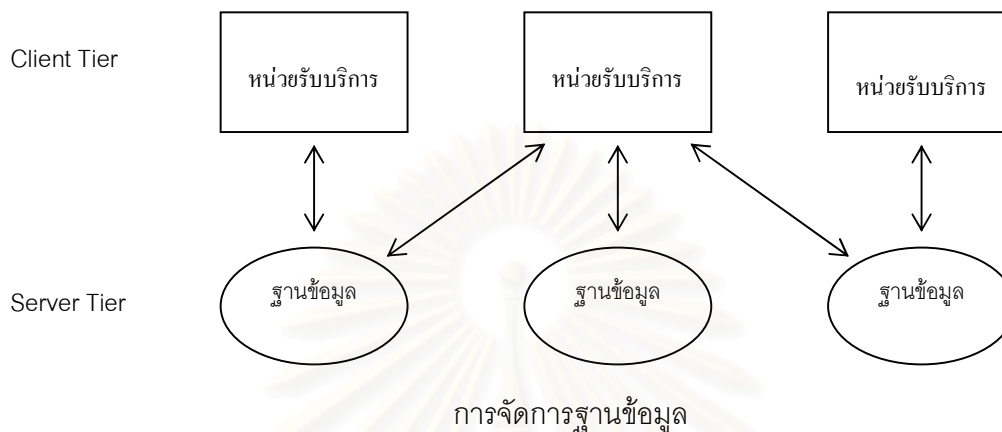 Client Tier
หน่วยรับบริการ
หน่วยรับบริการ
หน่วยรับบริการ
Server Tier
ฐานข้อมูล
ฐานข้อมูล
ฐานข้อมูล
การจัดการฐานข้อมูล